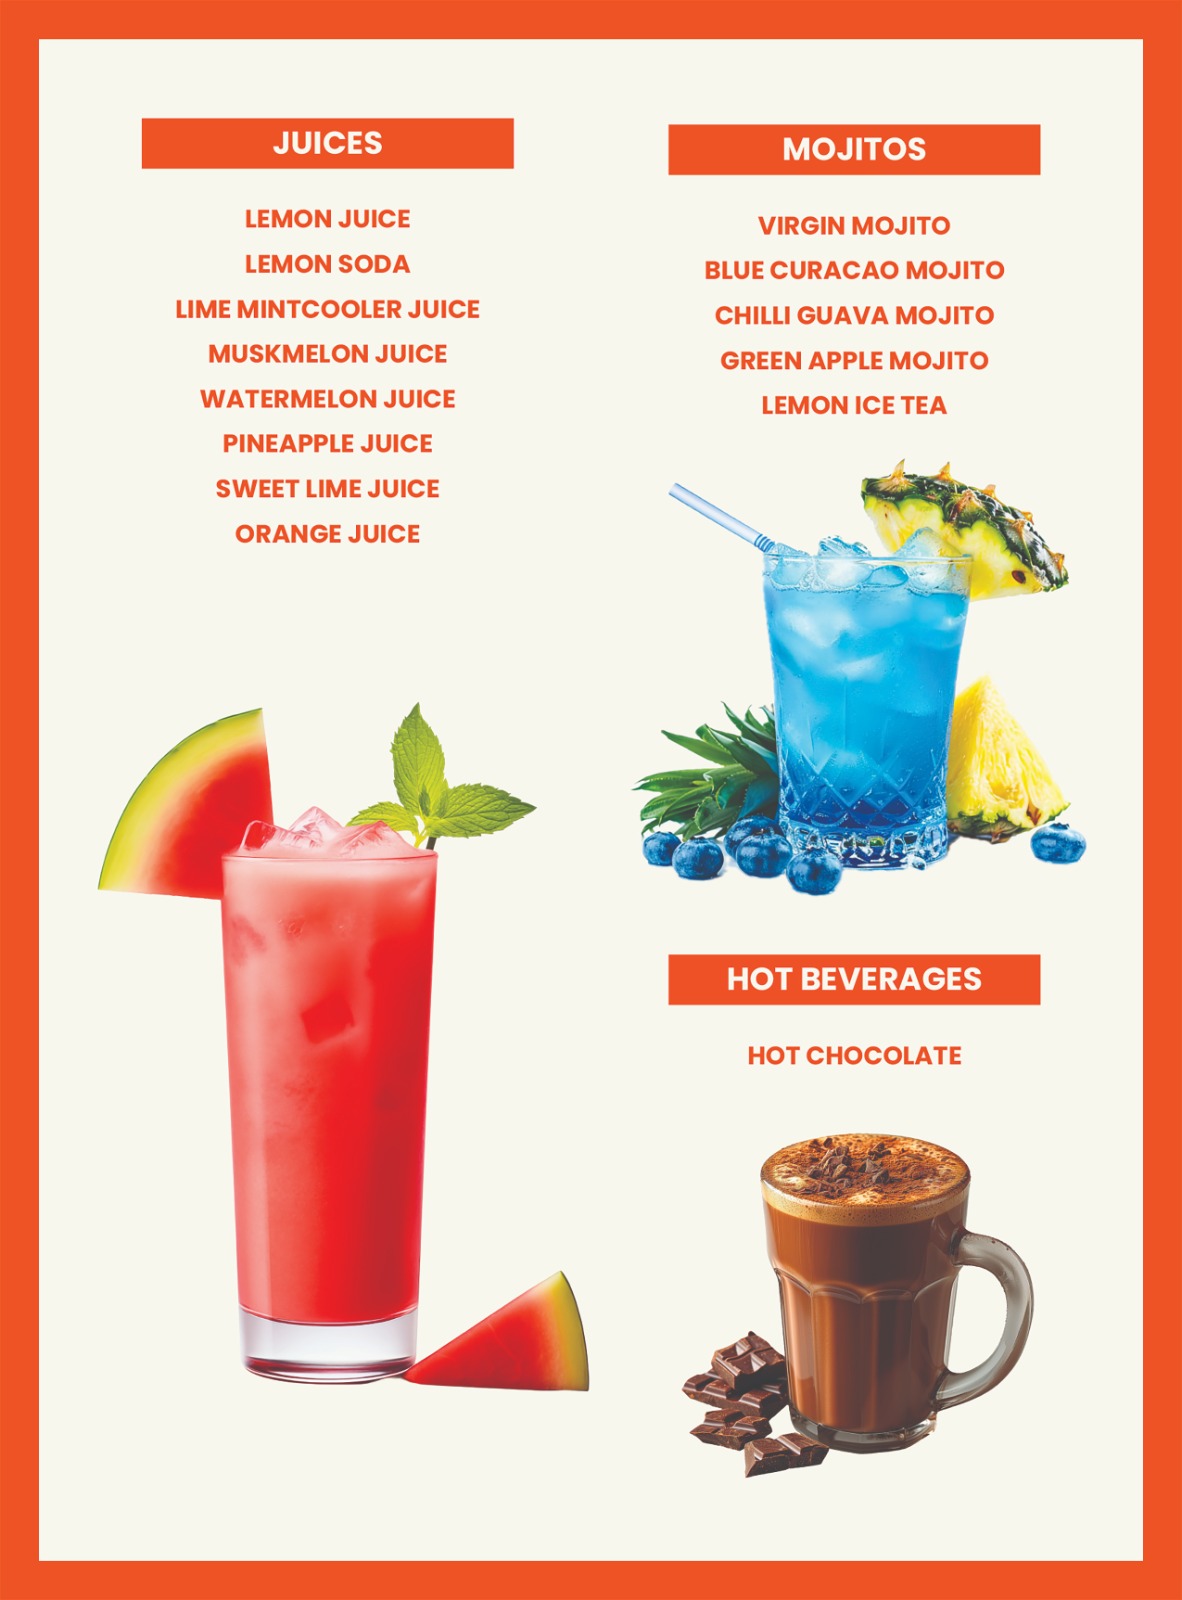 JUICES
LEMON JUICE
LEMON SODA
LIME MINTCOOLER JUICE
MUSKMELON JUICE
WATERMELON JUICE
PINEAPPLE JUICE
SWEET LIME JUICE
ORANGE JUICE
MOJITOS
VIRGIN MOJITO
BLUE CURACAO MOJITO
CHILLI GUAVA MOJITO
GREEN APPLE MOJITO
LEMON ICE TEA
HOT BEVERAGES
HOT CHOCOLATE